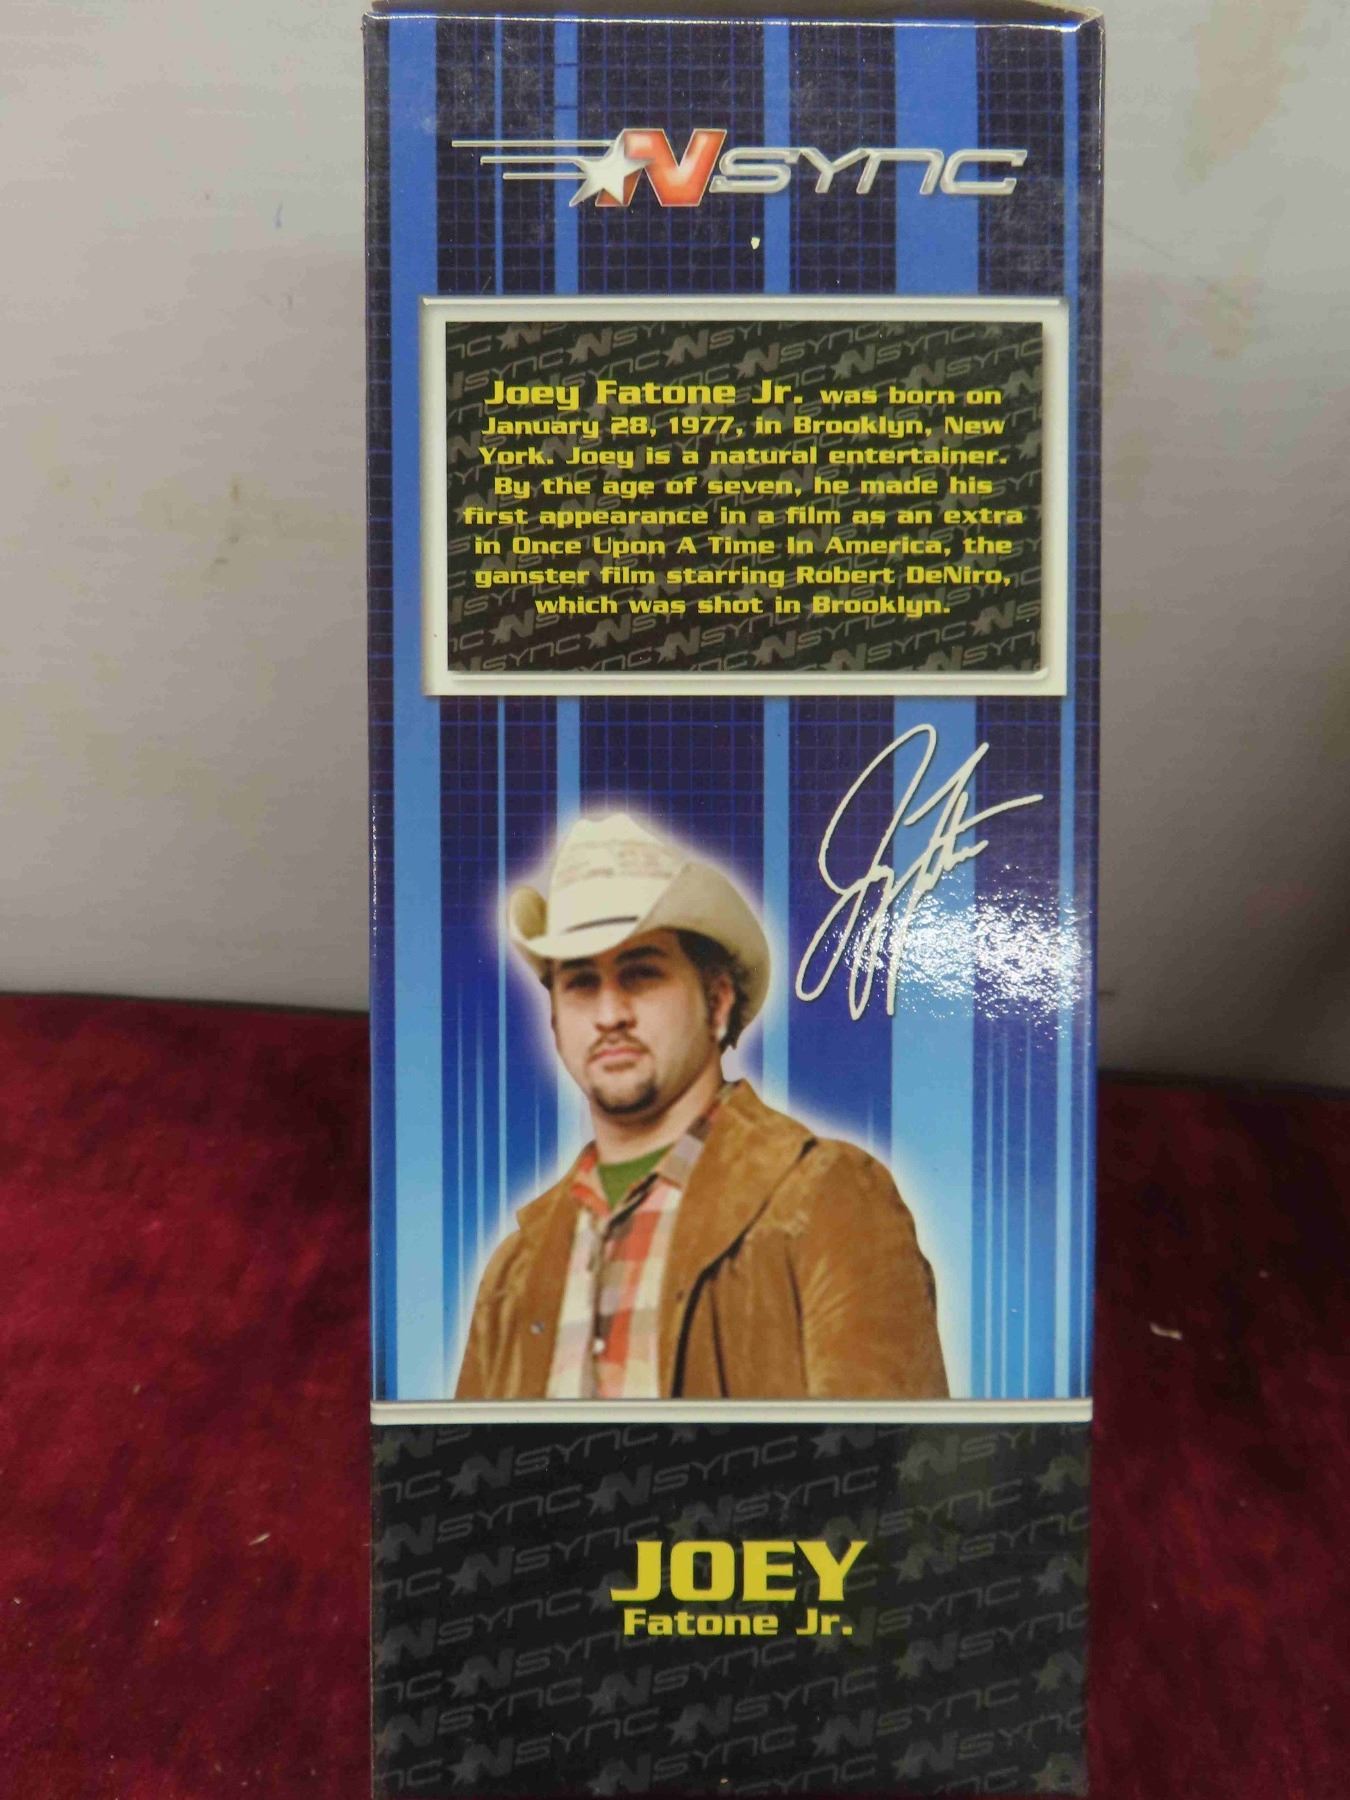 NSYNC
Joey Fatone Jr. was born on
January 28, 1977, in Brooklyn, New
York. Joey is a natural entertainer.
By the age of seven, he made his
first appearance in a film as an extra
in Once Upon A Time In America, the
ganster film starring Robert DeNiro,
which was shot in Brooklyn.
JOEY
Fatone Jr.